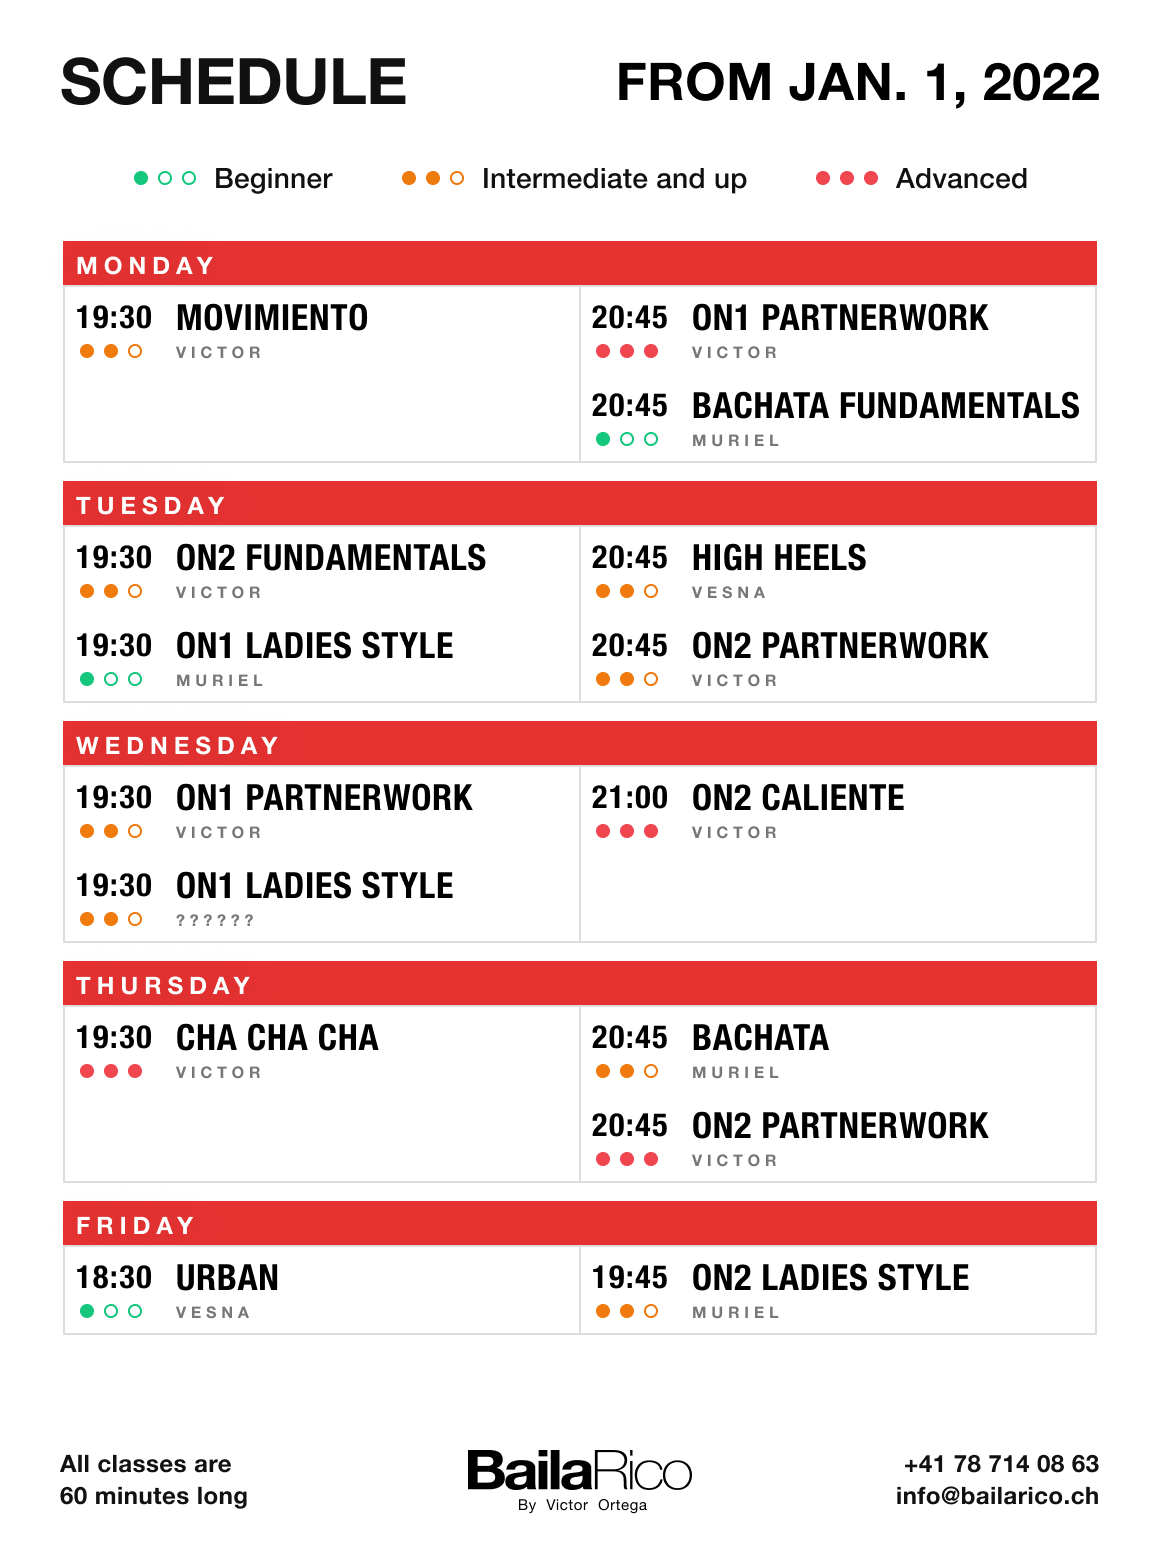 SCHEDULE
FROM JAN. 1, 2022
Beginner
Intermediate and up
Advanced
MONDAY
19:30 MOVIMIENTO
VICTOR
20:45 ON1 PARTNERWORK
VICTOR
20:45 BACHATA FUNDAMENTALS
MURIEL
TUESDAY
19:30 ON2 FUNDAMENTALS
VICTOR
19:30 ON1 LADIES STYLE
MURIEL
20:45 HIGH HEELS
VESNA
20:45 ON2 PARTNERWORK
VICTOR
WEDNESDAY
19:30 ON1 PARTNERWORK
VICTOR
19:30 ON1 LADIES STYLE
??????
21:00 ON2 CALIENTE
VICTOR
THURSDAY
19:30 CHA CHA CHA
VICTOR
20:45 BACHATA
MURIEL
20:45 ON2 PARTNERWORK
VICTOR
FRIDAY
18:30 URBAN
VESNA
19:45 ON2 LADIES STYLE
MURIEL
All classes are
60 minutes long
BailaRico
By Victor Ortega
+41 78 714 08 63
info@bailarico.ch